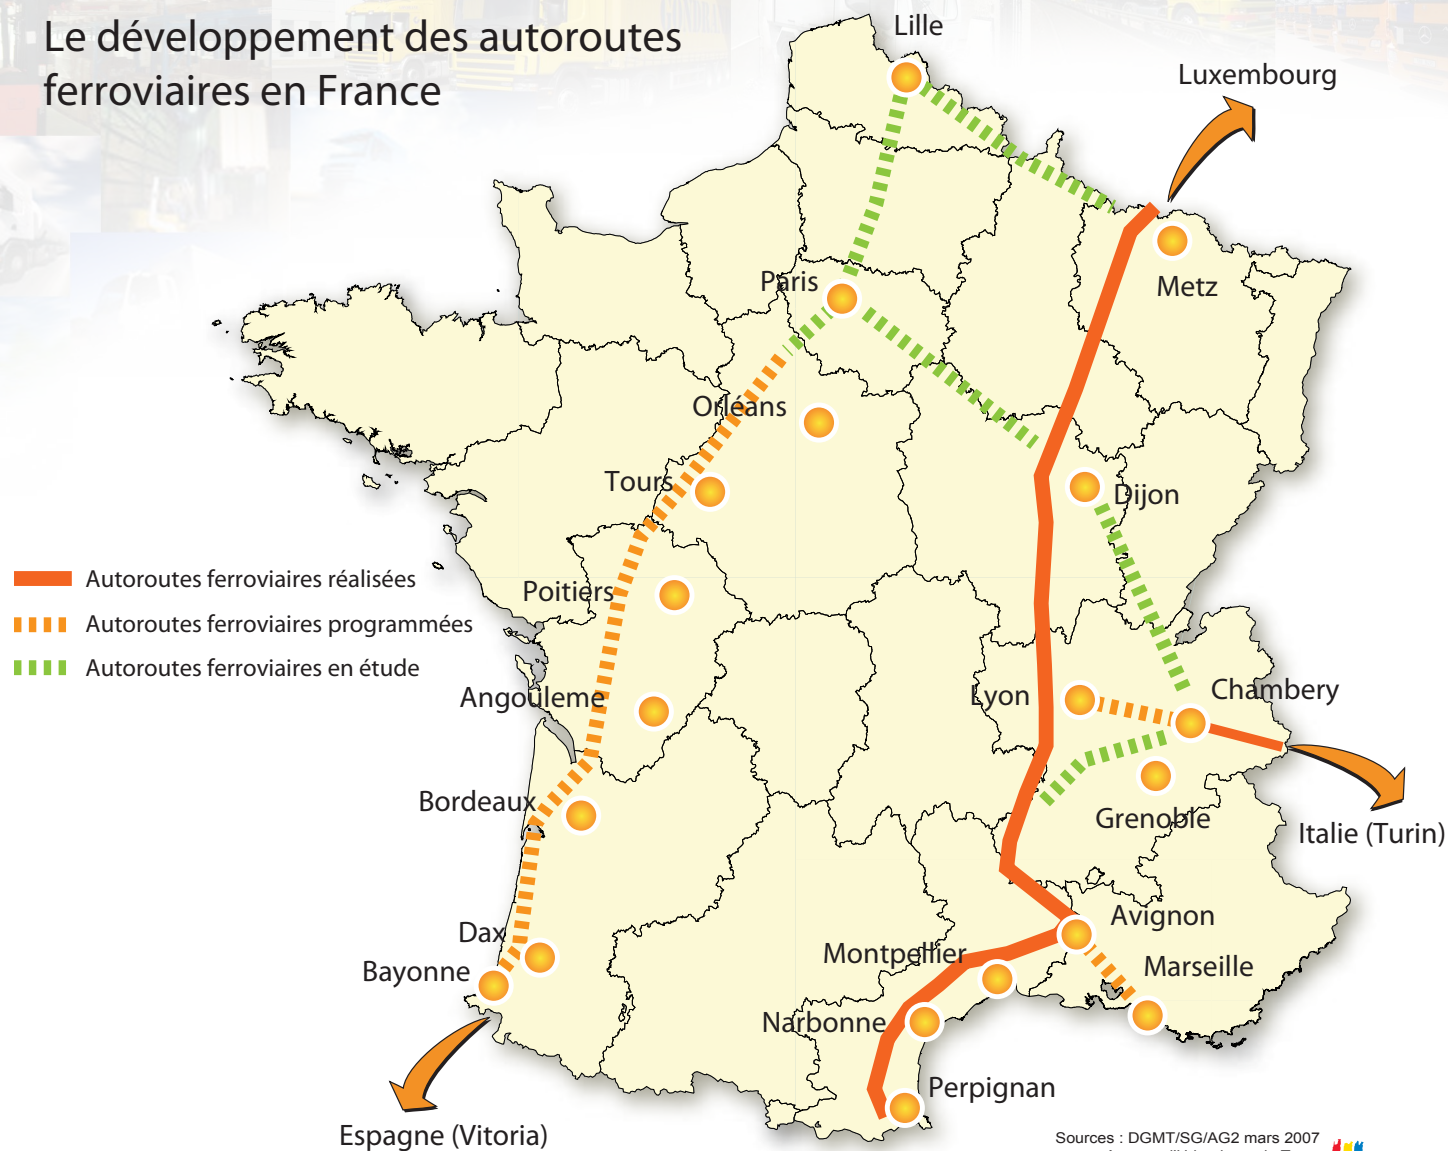 Le développement des autoroutes
ferroviaires en France
Lille
Luxembourg
Metz
Paris
Orléans
Tours
Dijon
Autoroutes ferroviaires réalisées
Autoroutes ferroviaires programmées
Autoroutes ferroviaires en étude
Poitiers
Angouleme
Lyon
Chambery
Bordeaux
Grenoble
Italie (Turin)
Avignon
Dax
Montpellier
Marseille
Bayonne
Narbonne
Perpignan
Espagne (Vitoria)
Sources : DGMT/SG/AG2 mars 2007